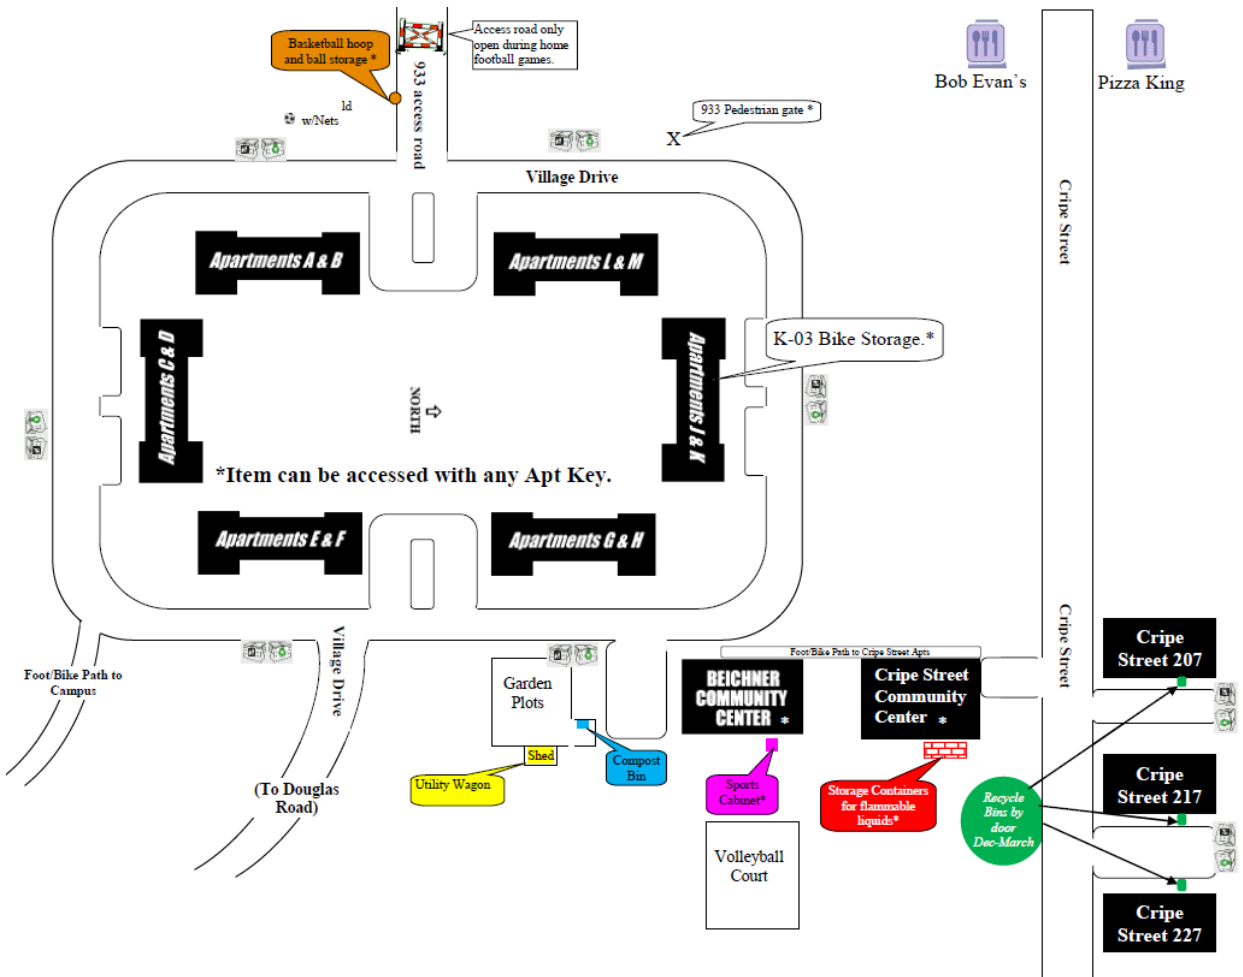 Basketball hoop
and ball storage *
Access road only
open during home
football games.
933 access road
Bob Evan’s
Pizza King
ld
w/Nets
933 Pedestrian gate *
X
Village Drive
Cripe Street
Apartments A & B
Apartments L & M
Apartments C & D
K-03 Bike Storage.*
Apartments J & K
NORTH
*Item can be accessed with any Apt Key.
Apartments E & F
Apartments G & H
Village Drive
Cripe Street
Foot/Bike Path to
Campus
Foot/Bike Path to Cripe Street Apts
Garden
Plots
BEICHNER
COMMUNITY
CENTER *
Cripe Street
Community
Center *
Cripe
Street 207
Shed
Utility Wagon
Compost
Bin
(To Douglas
Road)
Sports
Cabinet*
Storage Containers
for flammable
liquids*
Recycle
Bins by
door
Dec-March
Cripe
Street 217
Volleyball
Court
Cripe
Street 227